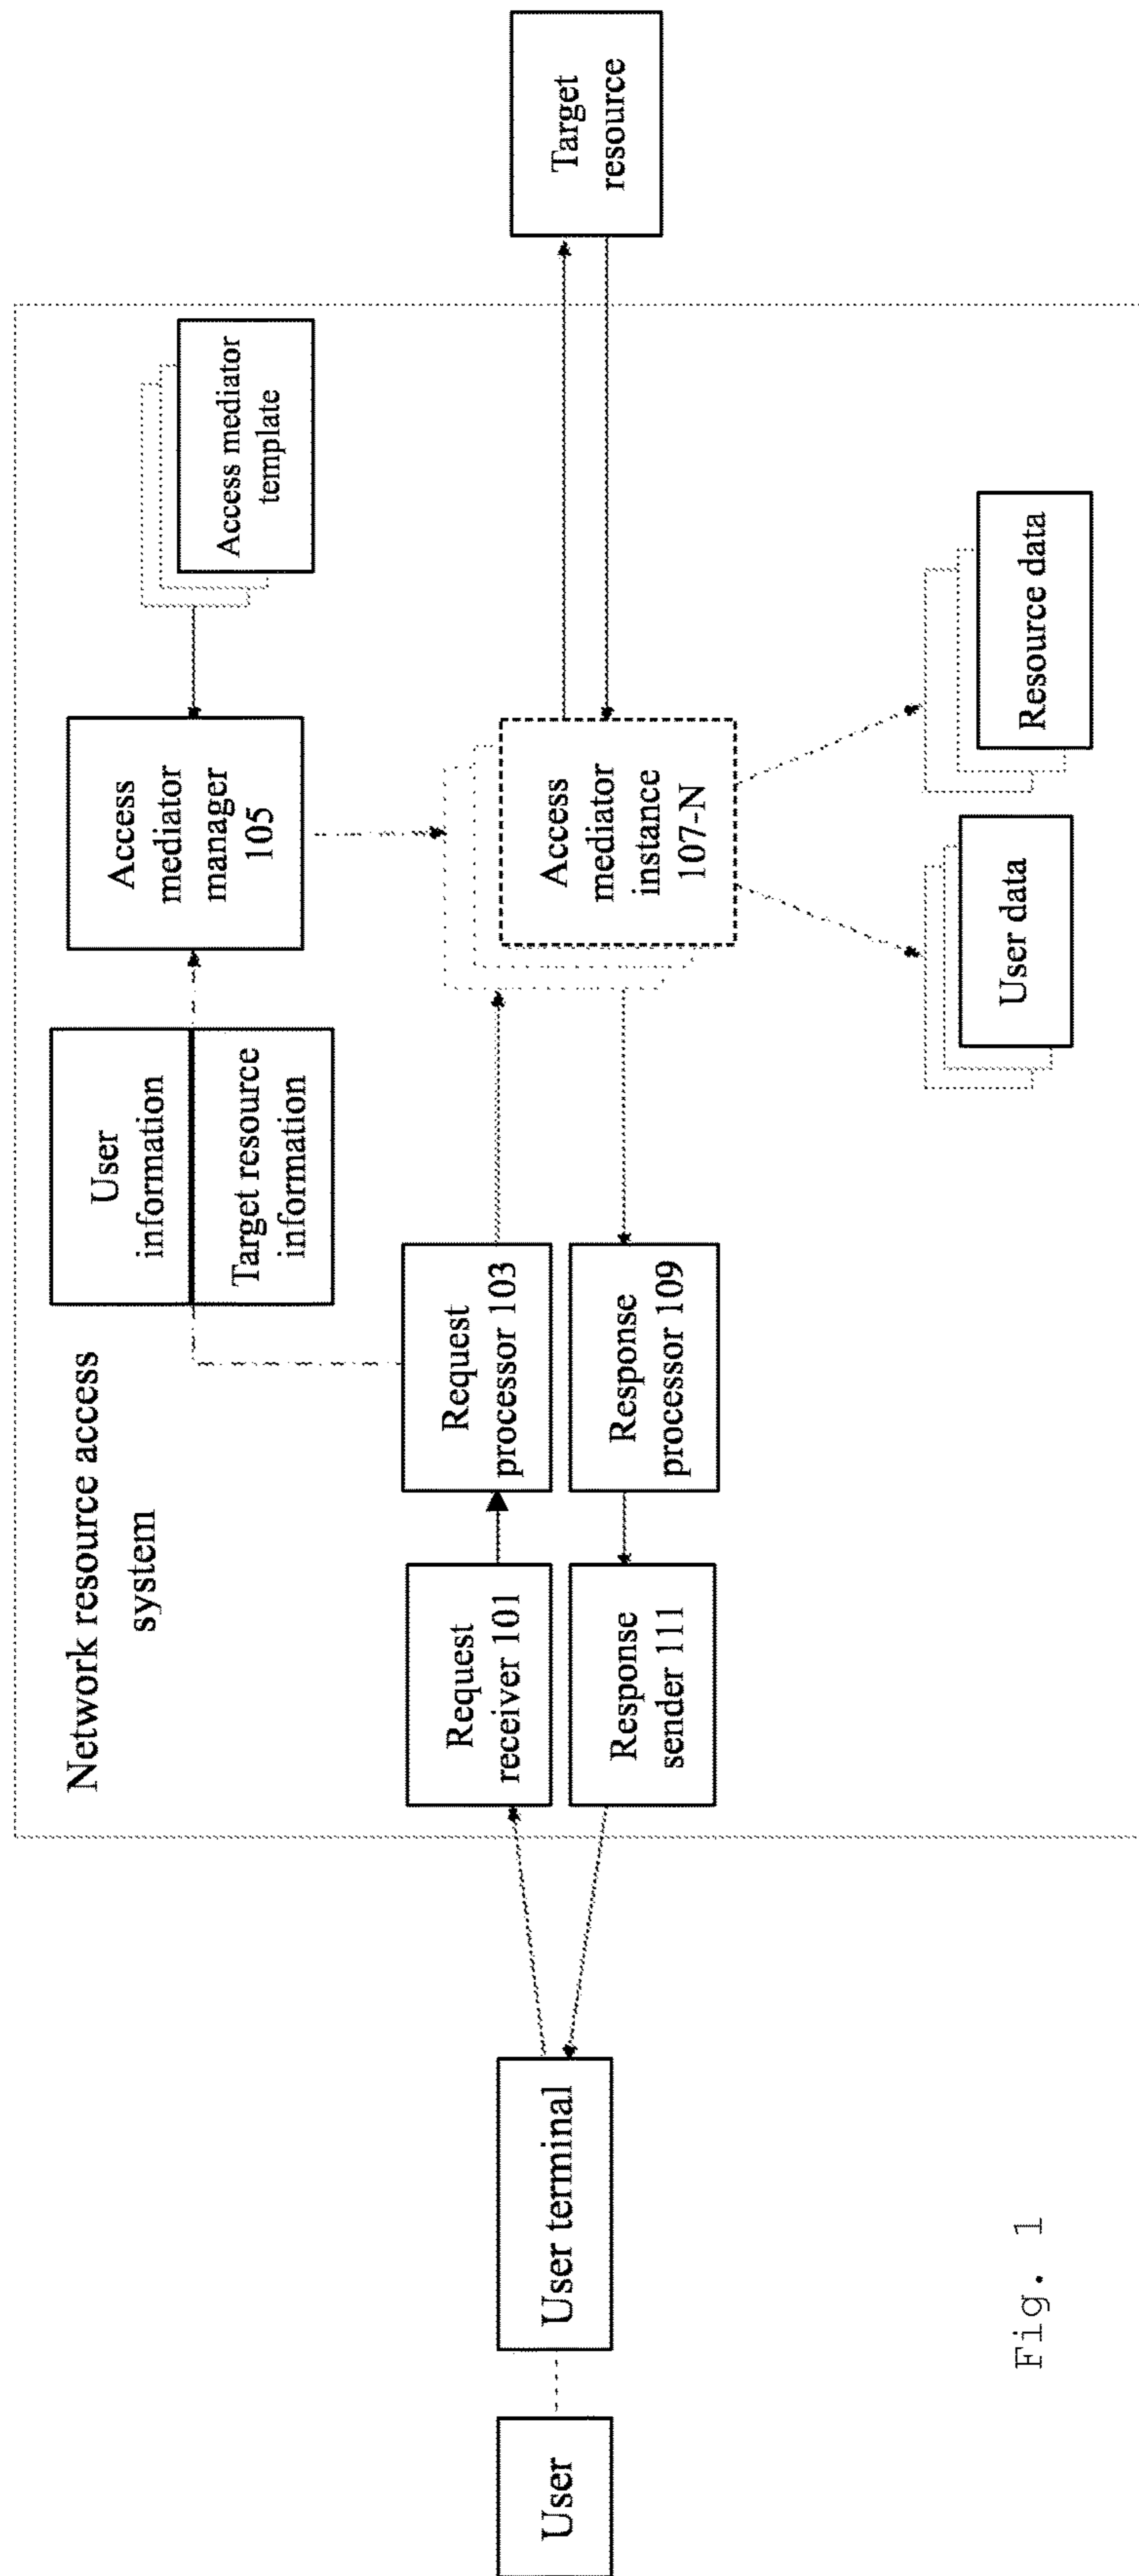 Network resource access
system
User
information
Target resource
information
Access
mediator
manager
105
Access mediator
template
User
User terminal
Request
receiver 101
Request
processor 103
Response
sender 111
Response
processor 109
Access
mediator
instance
107-N
Target
resource
User data
Resource data
Fig. 1